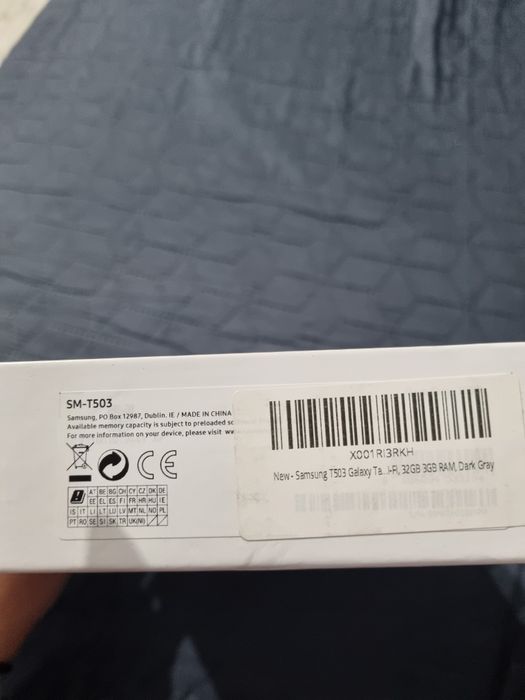 SM-T503
Samsung, PO Box 12987, Dublin. IE / MADE IN CHINA
Available memory capacity is subject to preloaded
For more information on your device, please visit
CE
AT BE BG CH CY CZ DK DE
EE EL ES FI FR HR HU IE
IS IT LI LT LU LV MT NL NO PL
PT RO SE SI SK TR UK(NI)
X001RI3RKH
New - Samsung T503 Galaxy Ta...i-Fi, 32GB 3GB RAM, Dark Gray